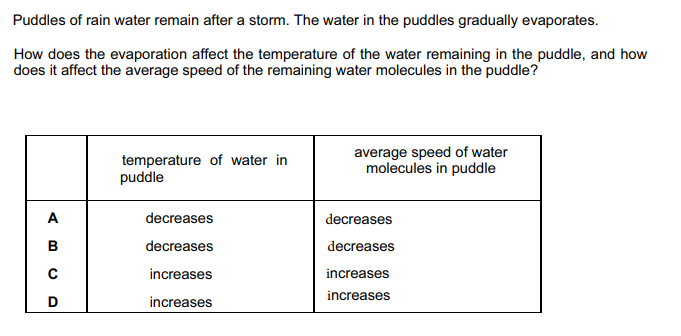 Puddles of rain water remain after a storm. The water in the puddles gradually evaporates.
How does the evaporation affect the temperature of the water remaining in the puddle, and how
does it affect the average speed of the remaining water molecules in the puddle?
temperature of water in
puddle
average speed of water
molecules in puddle
A decreases decreases
B decreases decreases
C increases increases
D increases increases